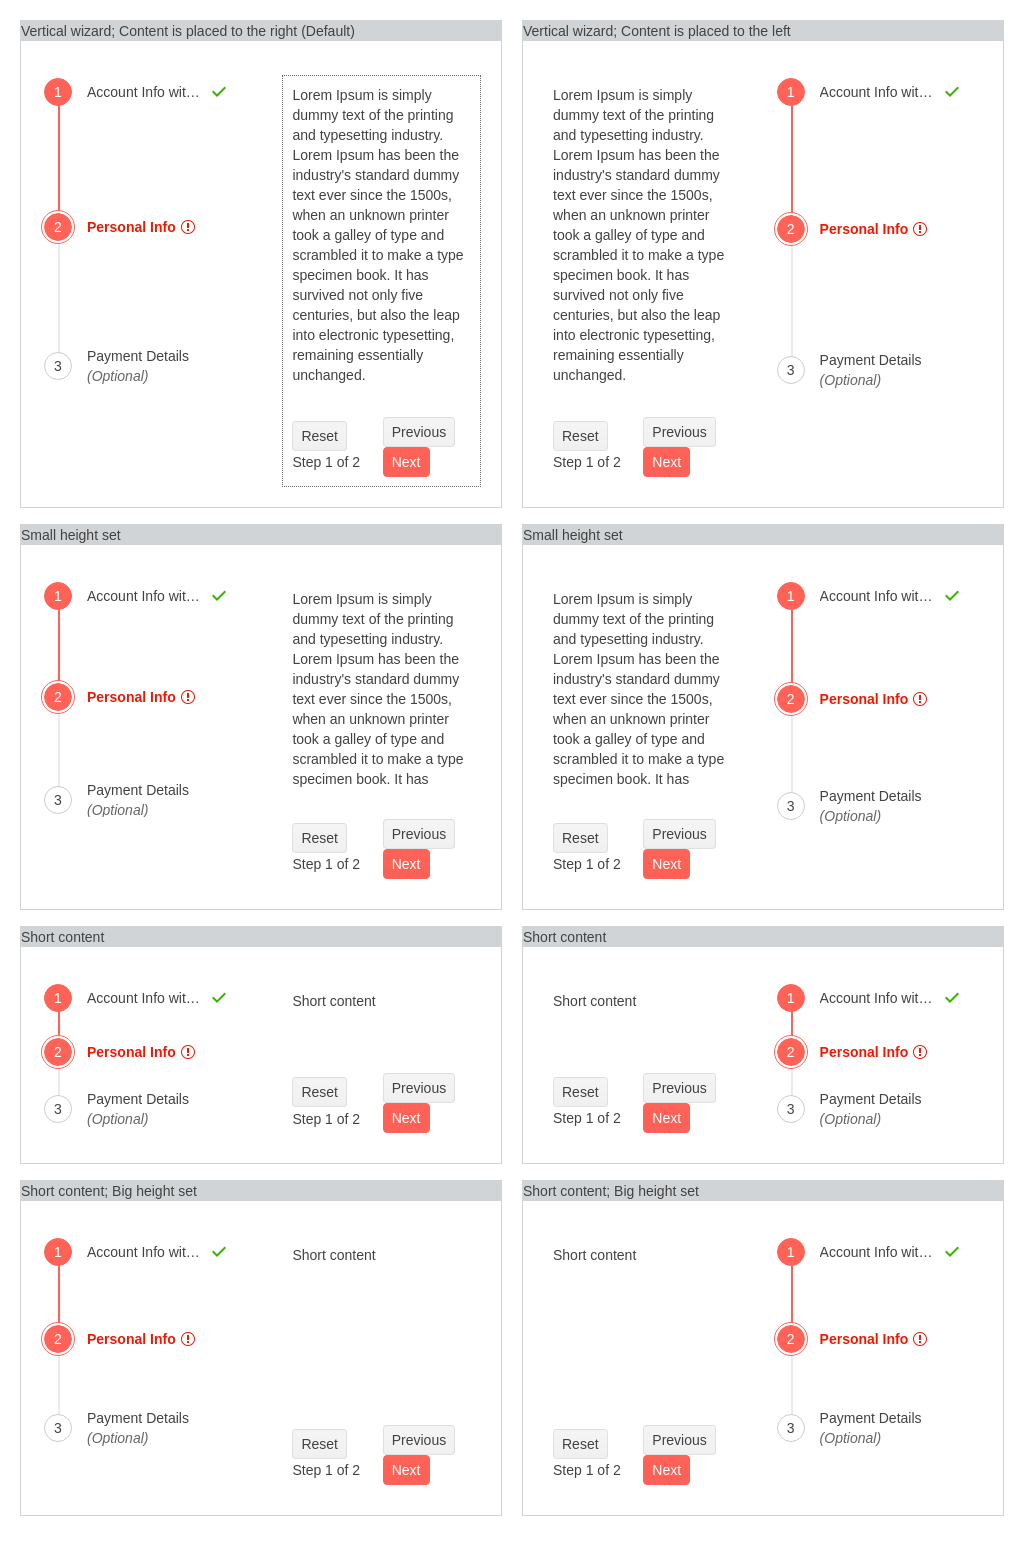 Vertical wizard; Content is placed to the right (Default)
1
Account Info wit…
2
Personal Info
3
Payment Details
(Optional)
Lorem Ipsum is simply
dummy text of the printing
and typesetting industry.
Lorem Ipsum has been the
industry's standard dummy
text ever since the 1500s,
when an unknown printer
took a galley of type and
scrambled it to make a type
specimen book. It has
survived not only five
centuries, but also the leap
into electronic typesetting,
remaining essentially
unchanged.
Reset
Step 1 of 2
Previous
Next
Vertical wizard; Content is placed to the left
Lorem Ipsum is simply
dummy text of the printing
and typesetting industry.
Lorem Ipsum has been the
industry's standard dummy
text ever since the 1500s,
when an unknown printer
took a galley of type and
scrambled it to make a type
specimen book. It has
survived not only five
centuries, but also the leap
into electronic typesetting,
remaining essentially
unchanged.
Reset
Step 1 of 2
Previous
Next
1
Account Info wit…
2
Personal Info
3
Payment Details
(Optional)
Small height set
1
Account Info wit…
2
Personal Info
3
Payment Details
(Optional)
Lorem Ipsum is simply
dummy text of the printing
and typesetting industry.
Lorem Ipsum has been the
industry's standard dummy
text ever since the 1500s,
when an unknown printer
took a galley of type and
scrambled it to make a type
specimen book. It has
Reset
Step 1 of 2
Previous
Next
Small height set
Lorem Ipsum is simply
dummy text of the printing
and typesetting industry.
Lorem Ipsum has been the
industry's standard dummy
text ever since the 1500s,
when an unknown printer
took a galley of type and
scrambled it to make a type
specimen book. It has
Reset
Step 1 of 2
Previous
Next
1
Account Info wit…
2
Personal Info
3
Payment Details
(Optional)
Short content
1
Account Info wit…
2
Personal Info
3
Payment Details
(Optional)
Short content
Reset
Step 1 of 2
Previous
Next
Short content
Short content
Reset
Step 1 of 2
Previous
Next
1
Account Info wit…
2
Personal Info
3
Payment Details
(Optional)
Short content; Big height set
1
Account Info wit…
2
Personal Info
3
Payment Details
(Optional)
Short content
Reset
Step 1 of 2
Previous
Next
Short content; Big height set
Short content
Reset
Step 1 of 2
Previous
Next
1
Account Info wit…
2
Personal Info
3
Payment Details
(Optional)